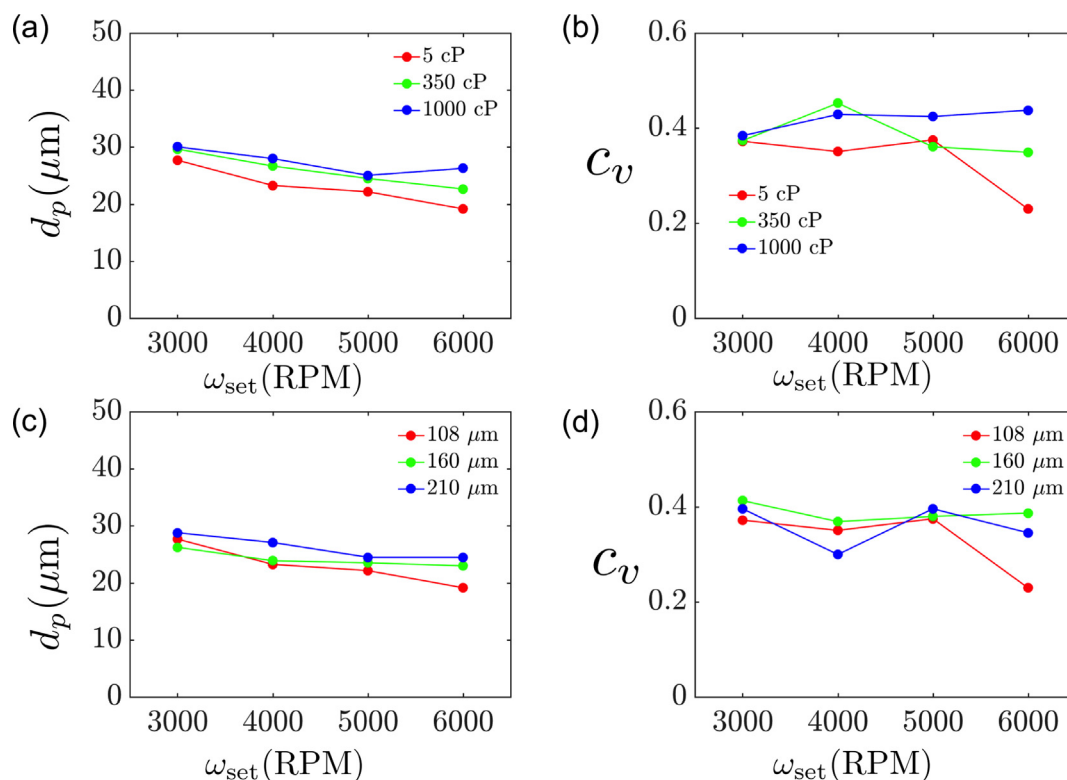 (a)
50
40
30
20
10
0
d_p(μm)
5 cP
350 cP
1000 cP
3000 4000 5000 6000
ω_set(RPM)
(b)
0.6
0.4
0.2
0
c_v
5 cP
350 cP
1000 cP
3000 4000 5000 6000
ω_set(RPM)
(c)
50
40
30
20
10
0
d_p(μm)
108 μm
160 μm
210 μm
3000 4000 5000 6000
ω_set(RPM)
(d)
0.6
0.4
0.2
0
c_v
108 μm
160 μm
210 μm
3000 4000 5000 6000
ω_set(RPM)